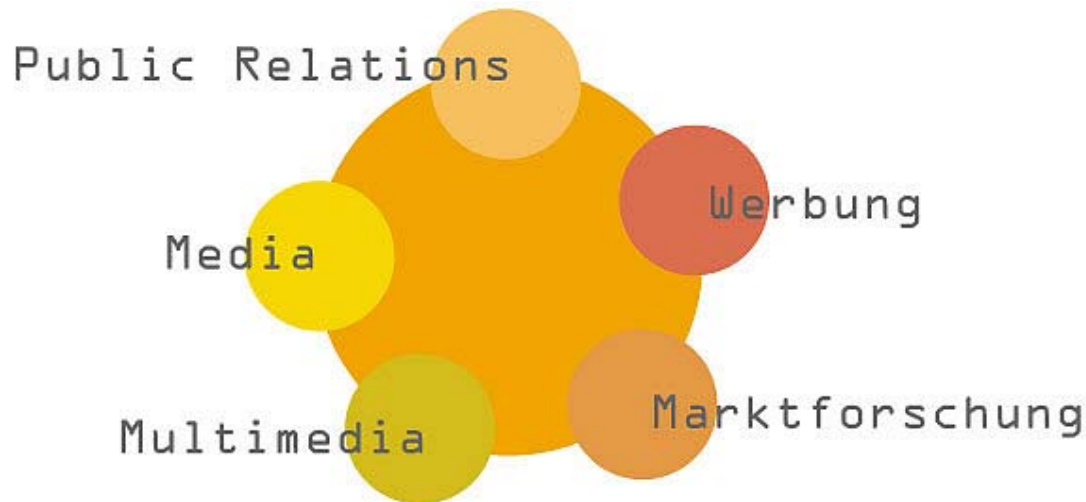 Public Relations
Werbung
Media
Marktforschung
Multimedia